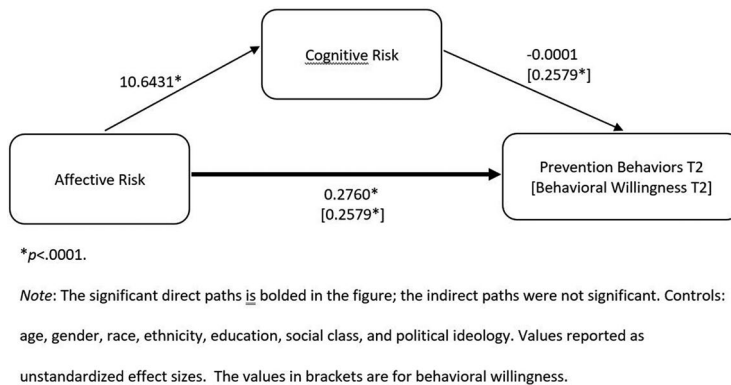 Cognitive Risk
-0.0001
[0.2579*]
10.6431*
Affective Risk
Prevention Behaviors T2
[Behavioral Willingness T2]
0.2760*
[0.2579*]
*p<.0001.
Note: The significant direct paths is bolded in the figure; the indirect paths were not significant. Controls:
age, gender, race, ethnicity, education, social class, and political ideology. Values reported as
unstandardized effect sizes.  The values in brackets are for behavioral willingness.